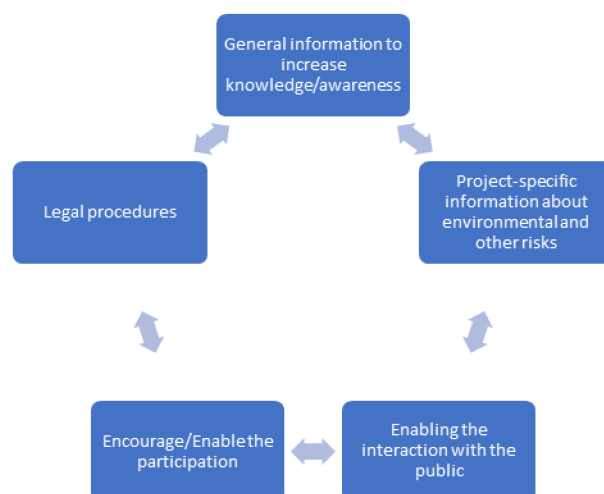 General information to
increase
knowledge/awareness
Legal procedures
Project-specific
information about
environmental and
other risks
Encourage/Enable the
participation
Enabling the
interaction with the
public